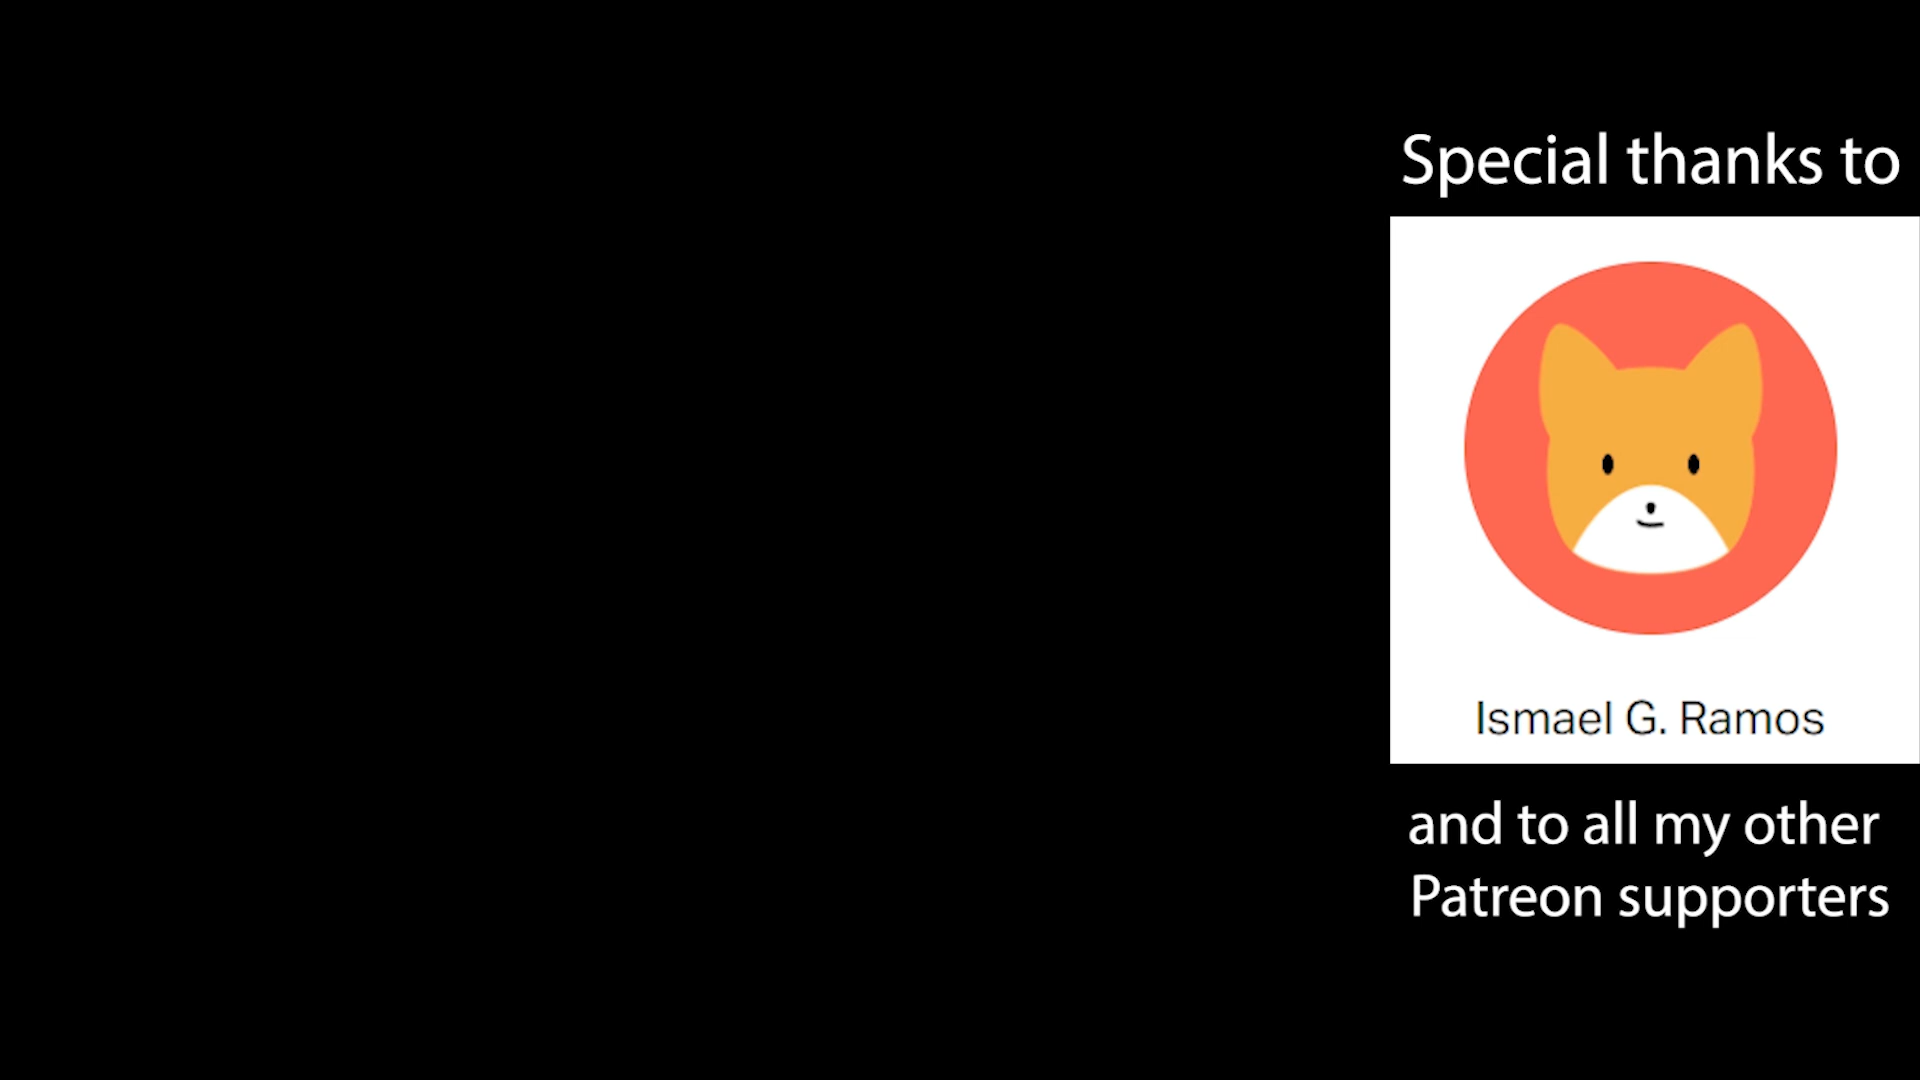 Special thanks to
Ismael G. Ramos
and to all my other
Patreon supporters